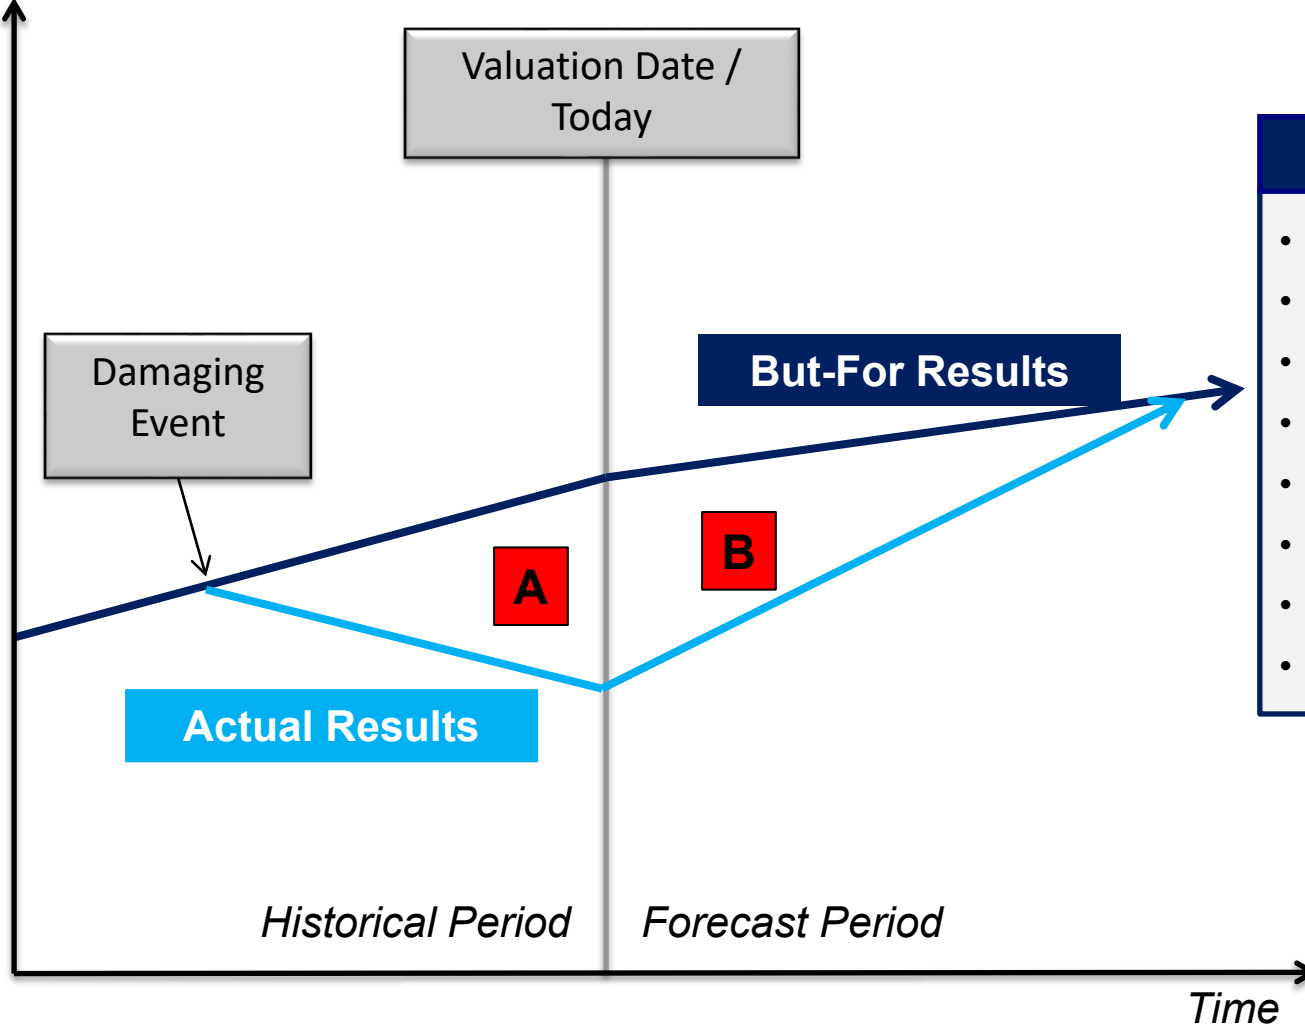 Valuation Date /
Today
Damaging
Event
But-For Results
A
B
Actual Results
Historical Period
Forecast Period
Time